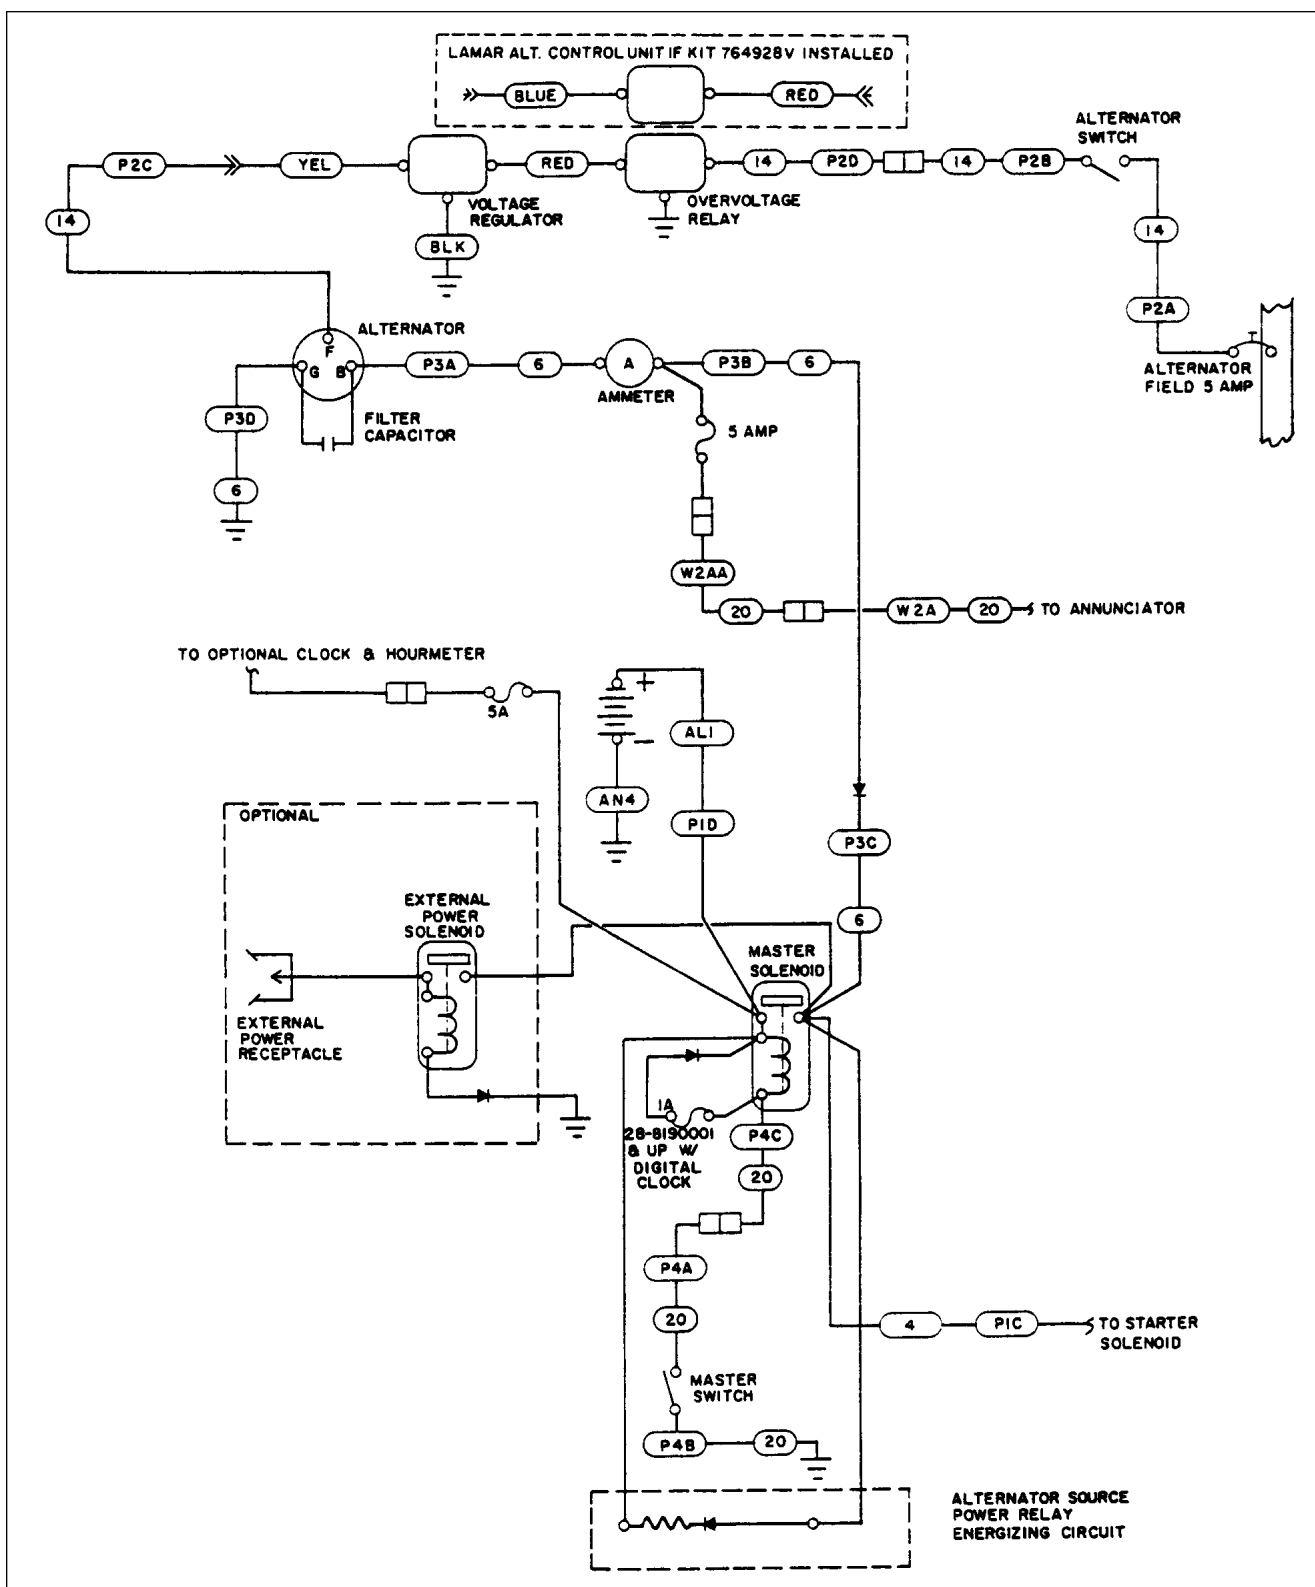 LAMAR ALT. CONTROL UNIT IF KIT 764928V INSTALLED
BLUE
RED
ALTERNATOR
SWITCH
P2C
YEL
RED
14
P2D
14
P2B
VOLTAGE
REGULATOR
OVERVOLTAGE
RELAY
14
BLK
14
P2A
ALTERNATOR
F
G
B
P3A
6
A
AMMETER
P3B
6
ALTERNATOR
FIELD 5 AMP
P3D
FILTER
CAPACITOR
5 AMP
6
W2AA
20
W2A
20
TO ANNUNCIATOR
TO OPTIONAL CLOCK & HOURMETER
5A
+
−
AL1
AN4
P1D
OPTIONAL
P3C
6
EXTERNAL
POWER
SOLENOID
MASTER
SOLENOID
EXTERNAL
POWER
RECEPTACLE
1A
28-8190001
& UP W/
DIGITAL
CLOCK
P4C
20
P4A
20
4
P1C
TO STARTER
SOLENOID
MASTER
SWITCH
P4B
20
ALTERNATOR SOURCE
POWER RELAY
ENERGIZING CIRCUIT